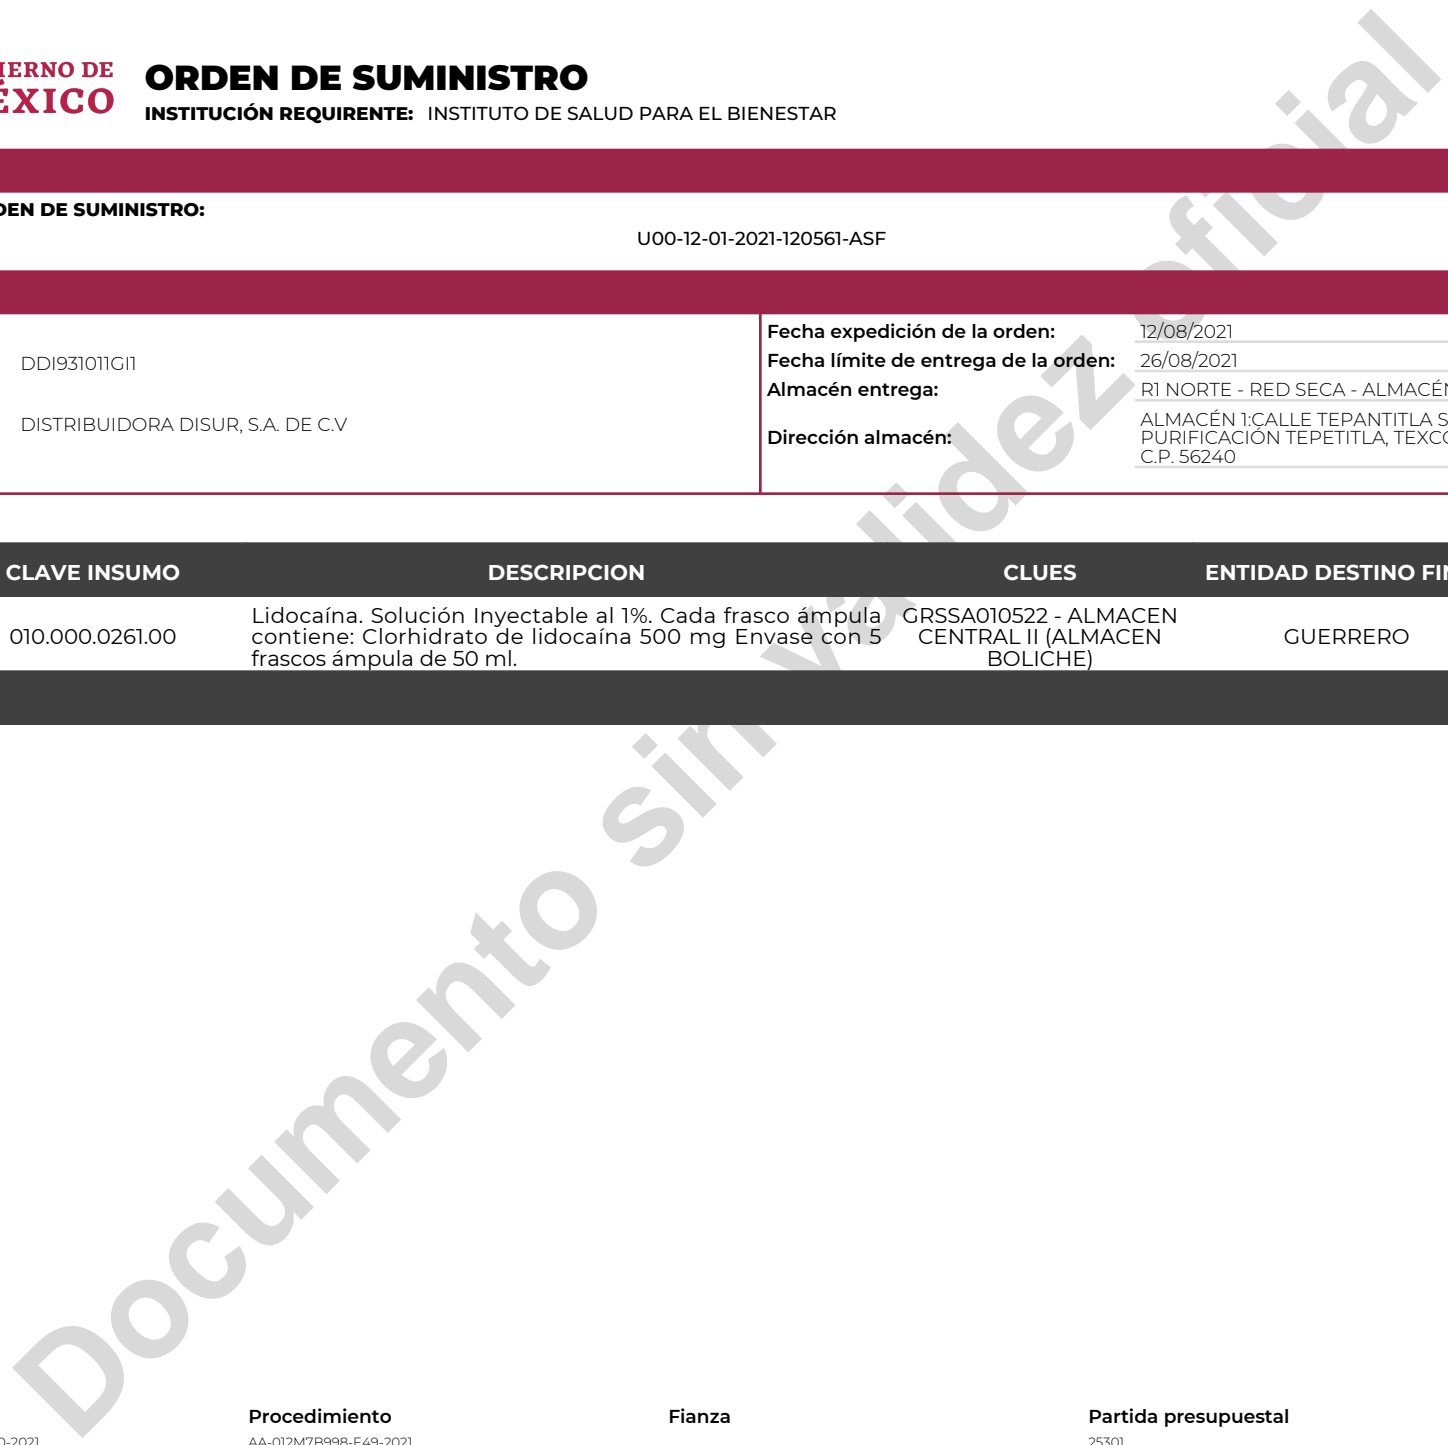 ORDEN DE SUMINISTRO
DE
INSTITUCIÓN REQUIRENTE: INSTITUTO DE SALUD PARA EL BIENESTAR
DE SUMINISTRO:
U00-12-01-2021-120561-ASF
Fecha expedición de la orden: 12/08/2021
DDI931011GI1
Fecha límite de entrega de la orden: 26/08/2021
Almacén entrega: R1 NORTE - RED SECA - ALMACÉN
DISTRIBUIDORA DISUR, S.A. DE C.V
Dirección almacén:
ALMACÉN 1:CALLE TEPANTITLA
PURIFICACIÓN TEPETITLA,
C.P. 56240
CLAVE INSUMO DESCRIPCION CLUES ENTIDAD DESTINO
010.000.0261.00
Lidocaína. Solución Inyectable al 1%. Cada frasco ámpula
contiene: Clorhidrato de lidocaína 500 mg Envase con 5
frascos ámpula de 50 ml.
GRSSA010522 - ALMACEN
CENTRAL II (ALMACEN
BOLICHE)
GUERRERO
Documento sin validez oficial
Procedimiento Fianza Partida presupuestal
AA-012M7B998-E49-2021 25301